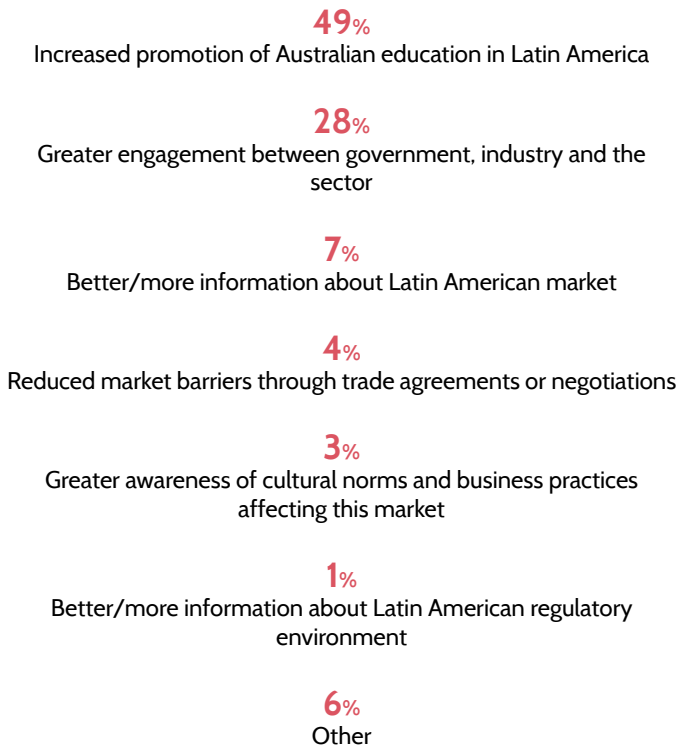 49%
Increased promotion of Australian education in Latin America
28%
Greater engagement between government, industry and the
sector
7%
Better/more information about Latin American market
4%
Reduced market barriers through trade agreements or negotiations
3%
Greater awareness of cultural norms and business practices
affecting this market
1%
Better/more information about Latin American regulatory
environment
6%
Other